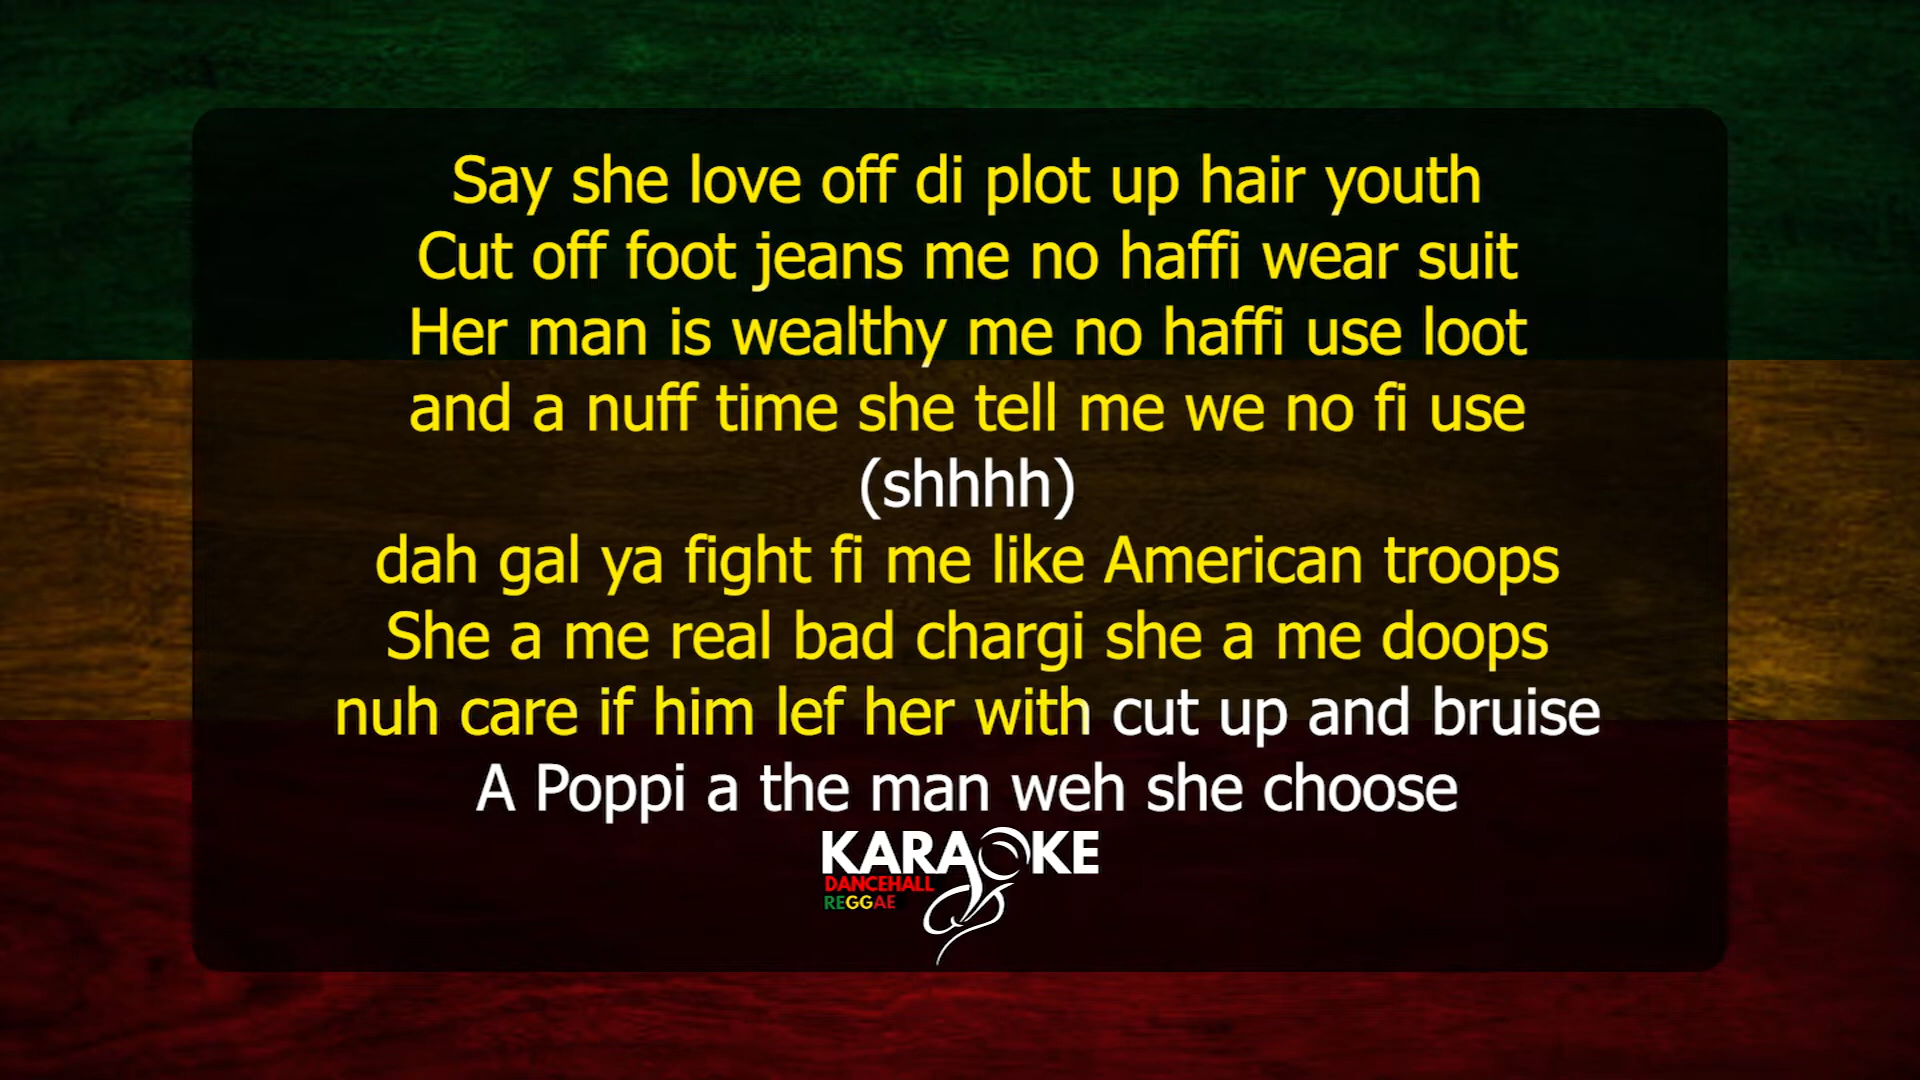 Say she love off di plot up hair youth
Cut off foot jeans me no haffi wear suit
Her man is wealthy me no haffi use loot
and a nuff time she tell me we no fi use
(shhhh)
dah gal ya fight fi me like American troops
She a me real bad chargi she a me doops
nuh care if him lef her with cut up and bruise
A Poppi a the man weh she choose
KARAOKE
DANCEHALL
REGGAE